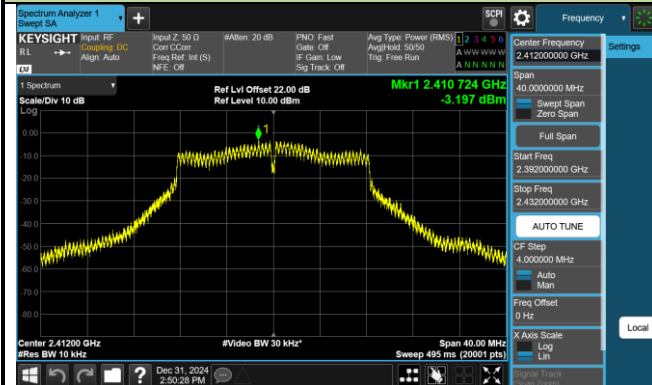 Spectrum Analyzer 1
Swept SA
+
SCPI
Frequency
KEYSIGHT
RL
LXI
Input: RF
Coupling: DC
Align: Auto
Input Z: 50 Ω
Corr CCorr
Freq Ref: Int (S)
NFE: Off
#Atten: 20 dB
PNO: Fast
Gate: Off
IF Gain: Low
Sig Track: Off
Avg Type: Power (RMS)
Avg|Hold: 50/50
Trig: Free Run
1 2 3 4 5 6
A W W W W W
A N N N N N
1 Spectrum
Scale/Div 10 dB
Log
Ref Lvl Offset 22.00 dB
Ref Level 10.00 dBm
Mkr1 2.410 724 GHz
-3.197 dBm
1
0.00
-10.0
-20.0
-30.0
-40.0
-50.0
-60.0
-70.0
-80.0
Center 2.41200 GHz
#Res BW 10 kHz
#Video BW 30 kHz*
Span 40.00 MHz
Sweep 495 ms (20001 pts)
?
Dec 31, 2024
2:50:28 PM
Center Frequency
2.412000000 GHz
Settings
Span
40.0000000 MHz
Swept Span
Zero Span
Full Span
Start Freq
2.392000000 GHz
Stop Freq
2.432000000 GHz
AUTO TUNE
CF Step
4.000000 MHz
Auto
Man
Freq Offset
0 Hz
X Axis Scale
Log
Lin
Local
Signal Track